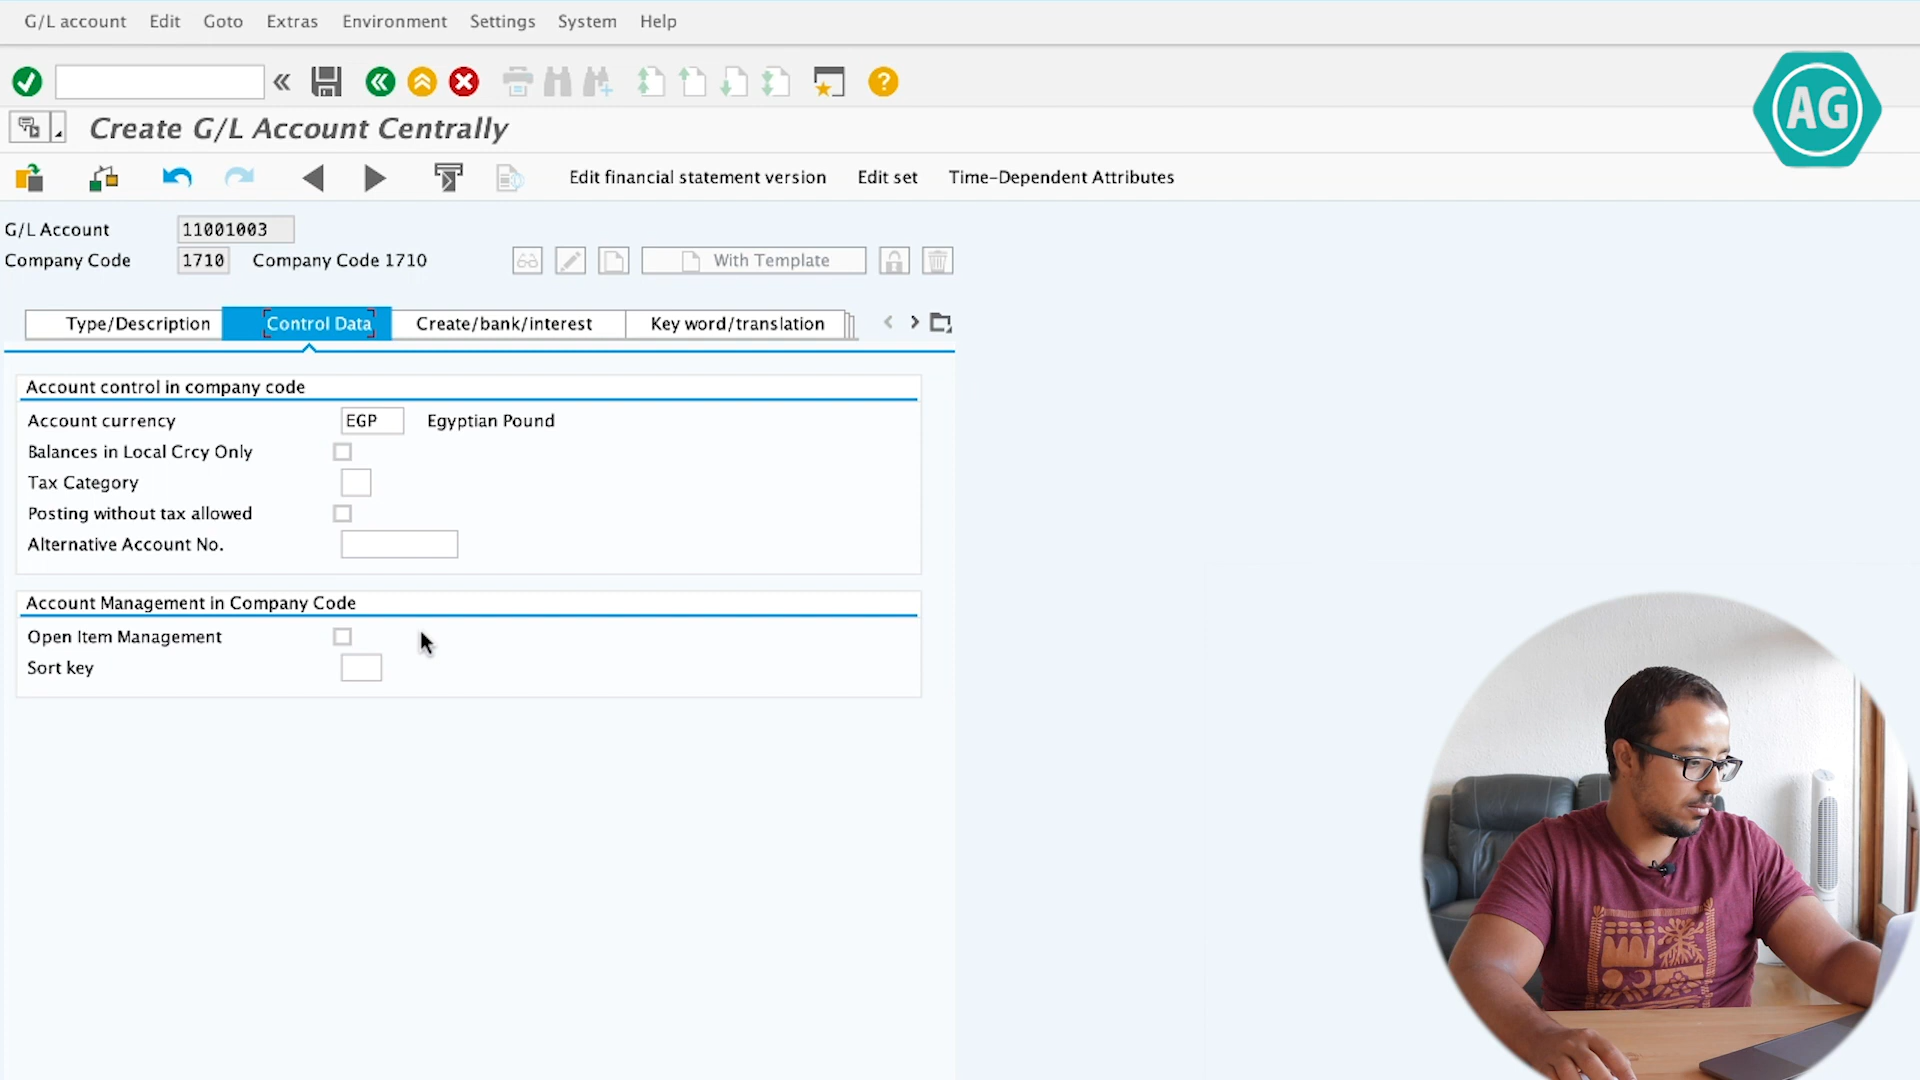 G/L account Edit Goto Extras Environment Settings System Help
AG
Create G/L Account Centrally
Edit financial statement version Edit set Time-Dependent Attributes
G/L Account 11001003
Company Code 1710 Company Code 1710 With Template
Type/Description Control Data Create/bank/interest Key word/translation
Account control in company code
Account currency EGP Egyptian Pound
Balances in Local Crcy Only
Tax Category
Posting without tax allowed
Alternative Account No.
Account Management in Company Code
Open Item Management
Sort key